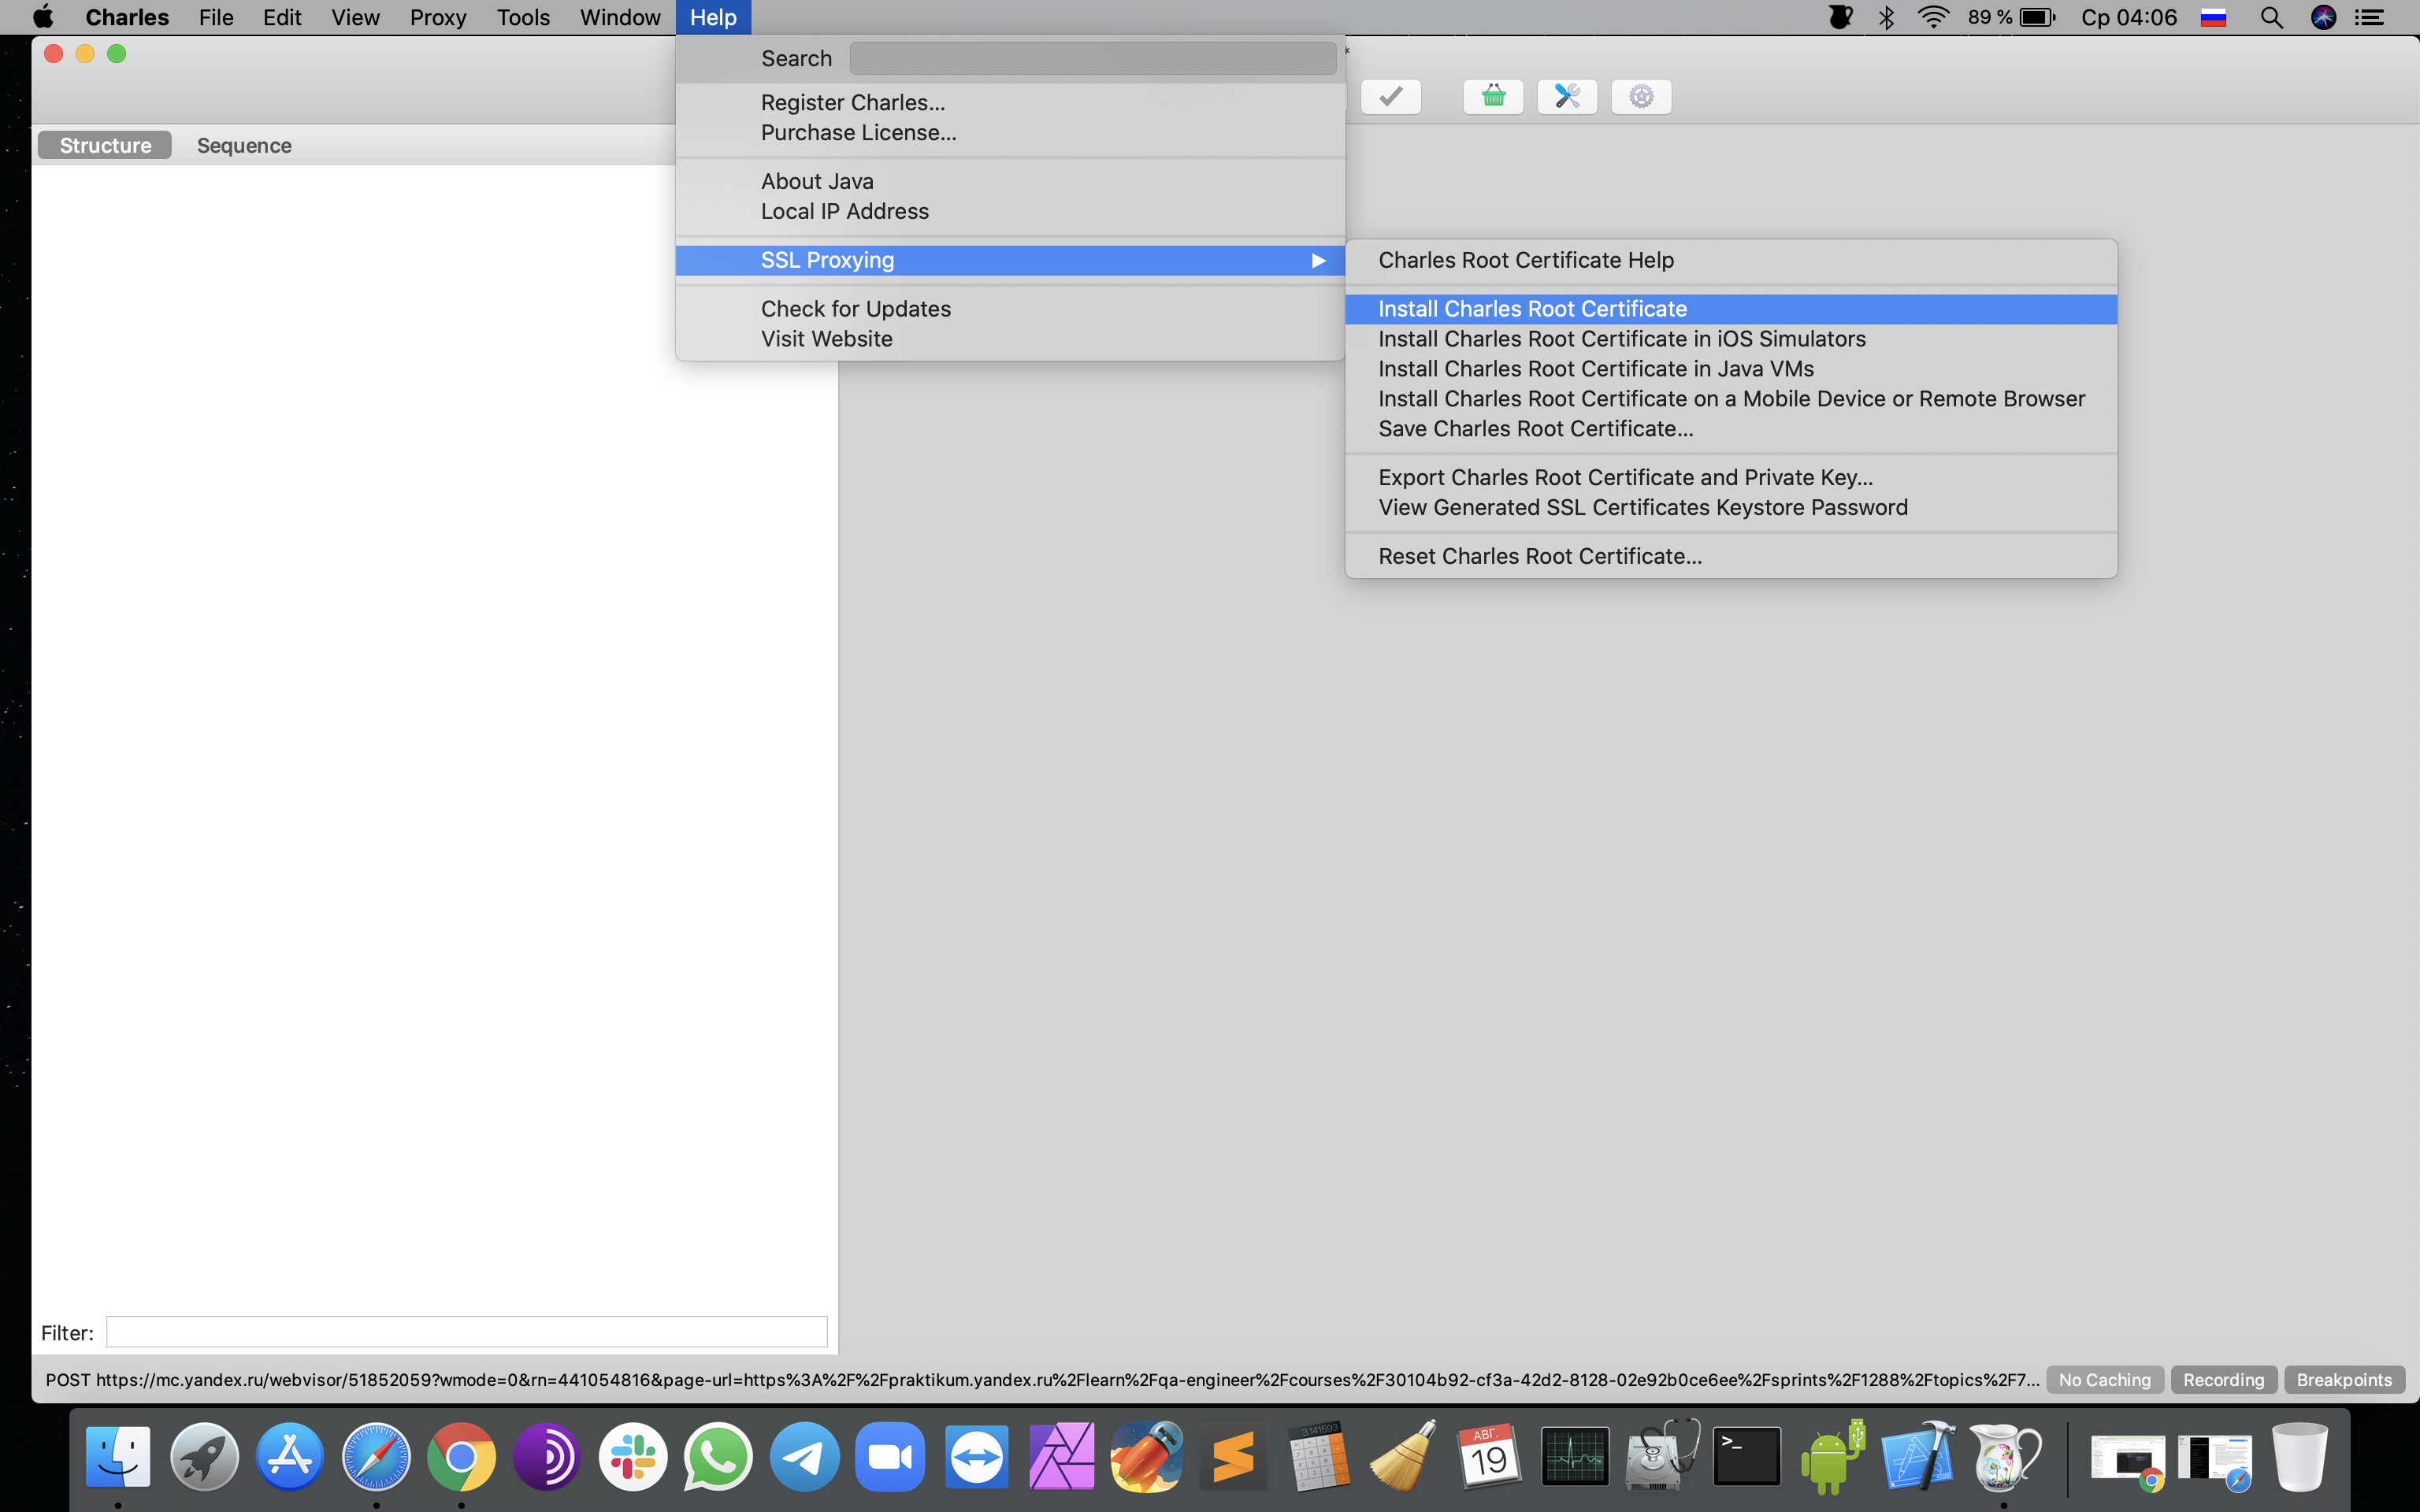 Charles File Edit View Proxy Tools Window Help 89 % Ср 04:06
Search
Register Charles...
Purchase License...
About Java
Local IP Address
SSL Proxying
Check for Updates
Visit Website
Structure Sequence
Charles Root Certificate Help
Install Charles Root Certificate
Install Charles Root Certificate in iOS Simulators
Install Charles Root Certificate in Java VMs
Install Charles Root Certificate on a Mobile Device or Remote Browser
Save Charles Root Certificate...
Export Charles Root Certificate and Private Key...
View Generated SSL Certificates Keystore Password
Reset Charles Root Certificate...
Filter:
POST https://mc.yandex.ru/webvisor/51852059?wmode=0&rn=441054816&page-url=https%3A%2F%2Fpraktikum.yandex.ru%2Flearn%2Fqa-engineer%2Fcourses%2F30104b92-cf3a-42d2-8128-02e92b0ce6ee%2Fsprints%2F1288%2Ftopics%2F7... No Caching Recording Breakpoints
АВГ.
19